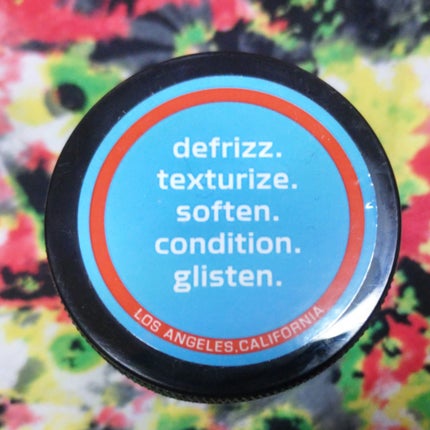 defrizz.
texturize.
soften.
condition.
glisten.
LOS ANGELES,CALIFORNIA